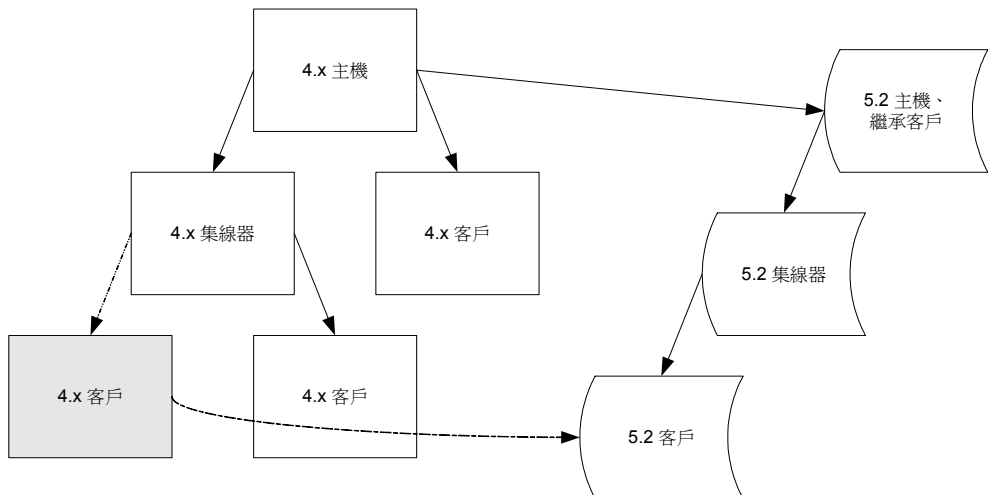 4.x 主機
5.2 主機、
繼承客戶
4.x 集線器
4.x 客戶
5.2 集線器
4.x 客戶
4.x 客戶
5.2 客戶